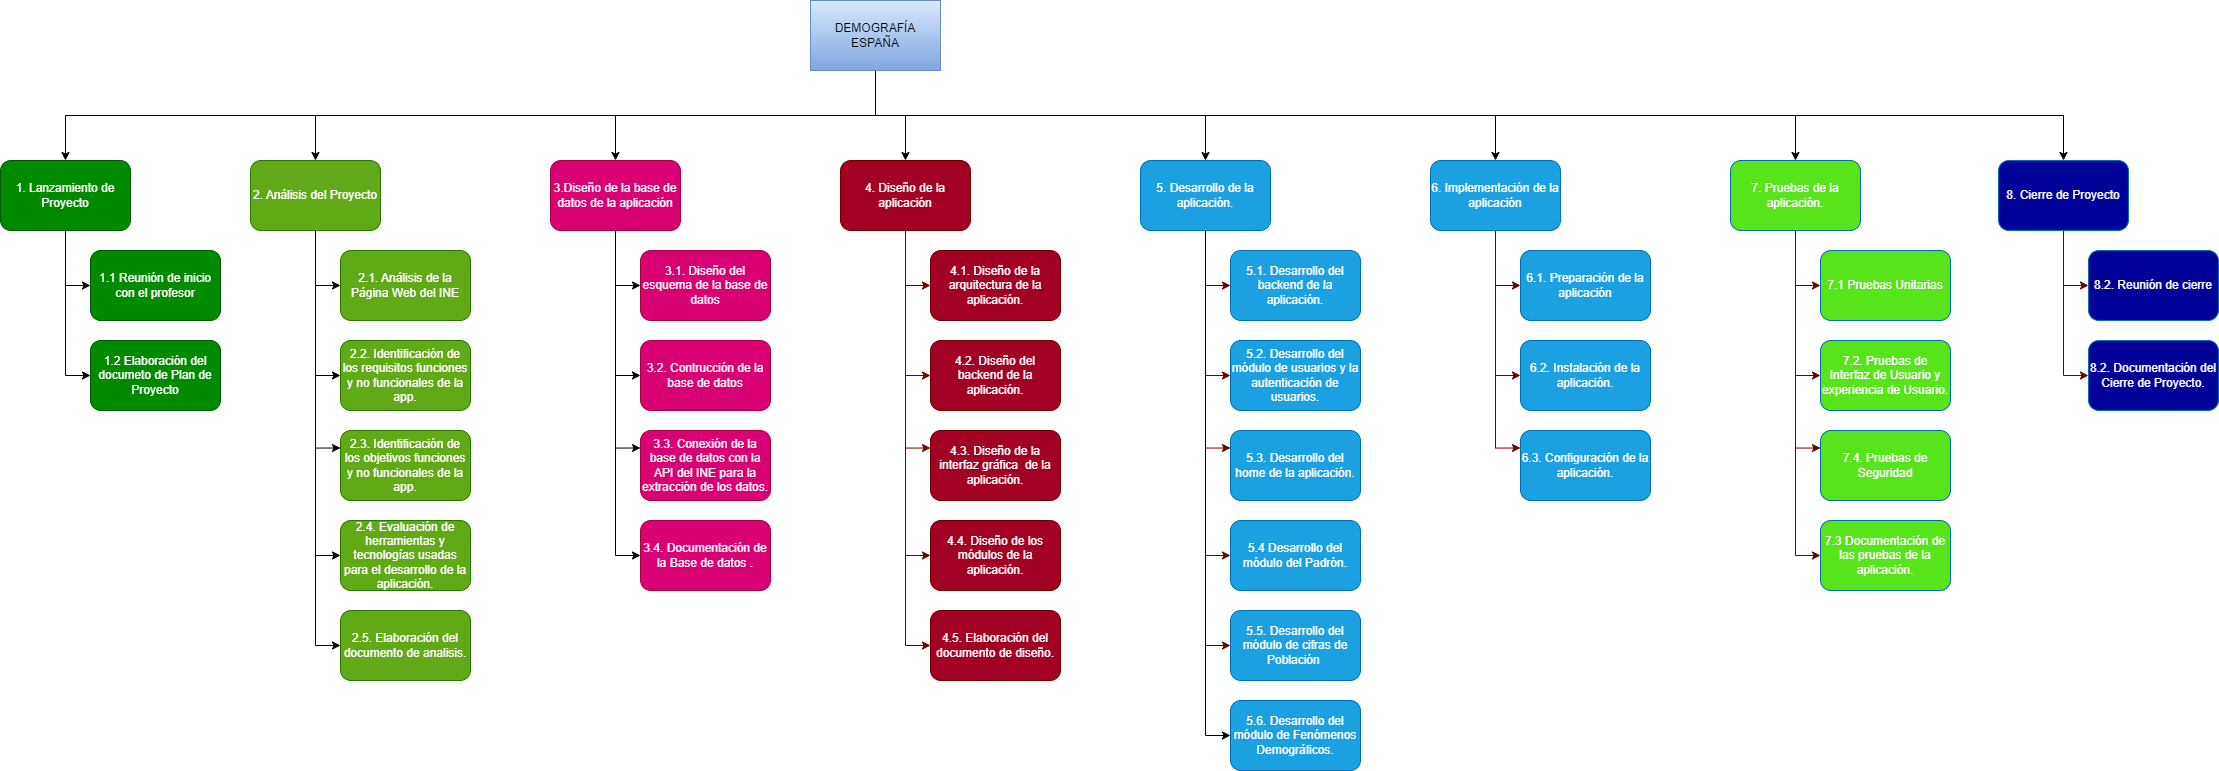 DEMOGRAFÍA
ESPAÑA
1. Lanzamiento de
Proyecto
1.1 Reunión de inicio
con el profesor
1.2 Elaboración del
documeto de Plan de
Proyecto
2. Análisis del Proyecto
2.1. Análisis de la
Página Web del INE
2.2. Identificación de
los requisitos funciones
y no funcionales de la
app.
2.3. Identificación de
los objetivos funciones
y no funcionales de la
app.
2.4. Evaluación de
herramientas y
tecnologías usadas
para el desarrollo de la
aplicación.
2.5. Elaboración del
documento de analisis.
3.Diseño de la base de
datos de la aplicación
3.1. Diseño del
esquema de la base de
datos
3.2. Contrucción de la
base de datos
3.3. Conexión de la
base de datos con la
API del INE para la
extracción de los datos.
3.4. Documentación de
la Base de datos .
4. Diseño de la
aplicación
4.1. Diseño de la
arquitectura de la
aplicación.
4.2. Diseño del
backend de la
aplicación.
4.3. Diseño de la
interfaz gráfica de la
aplicación.
4.4. Diseño de los
módulos de la
aplicación.
4.5. Elaboración del
documento de diseño.
5. Desarrollo de la
aplicación.
5.1. Desarrollo del
backend de la
aplicación.
5.2. Desarrollo del
módulo de usuarios y la
autenticación de
usuarios.
5.3. Desarrollo del
home de la aplicación.
5.4 Desarrollo del
módulo del Padrón.
5.5. Desarrollo del
módulo de cifras de
Población
5.6. Desarrollo del
módulo de Fenómenos
Demográticos.
6. Implementación de la
aplicación
6.1. Preparación de la
aplicación
6.2. Instalación de la
aplicación.
6.3. Configuración de la
aplicación.
7. Pruebas de la
aplicación.
7.1 Pruebas Unitarias
7.2. Pruebas de
Interfaz de Usuario y
experiencia de Usuario.
7.4. Pruebas de
Seguridad
7.3 Documentación de
las pruebas de la
aplicación.
8. Cierre de Proyecto
8.2. Reunión de cierre
8.2. Documentación del
Cierre de Proyecto.